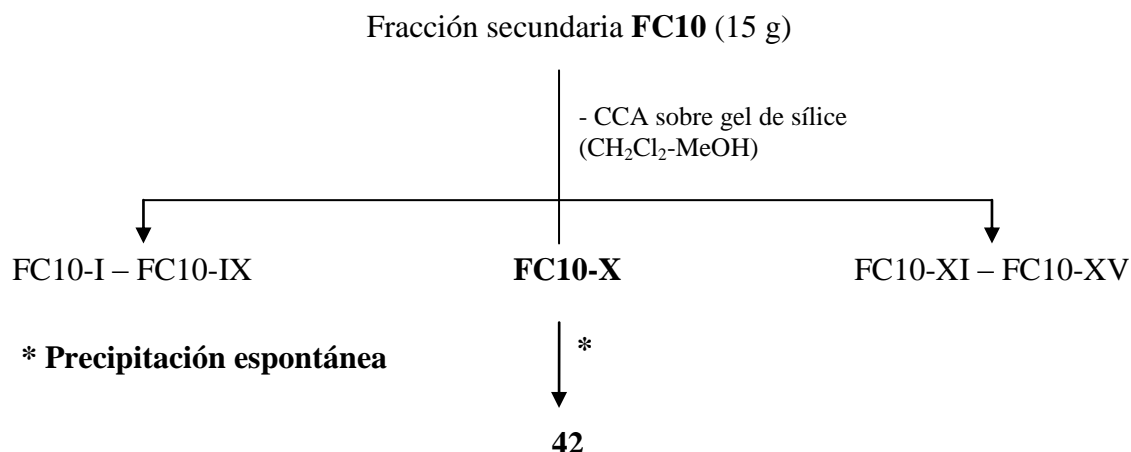 Fracción secundaria FC10 (15 g)
- CCA sobre gel de sílice
(CH₂Cl₂-MeOH)
FC10-I – FC10-IX
FC10-X
FC10-XI – FC10-XV
* Precipitación espontánea
*
42